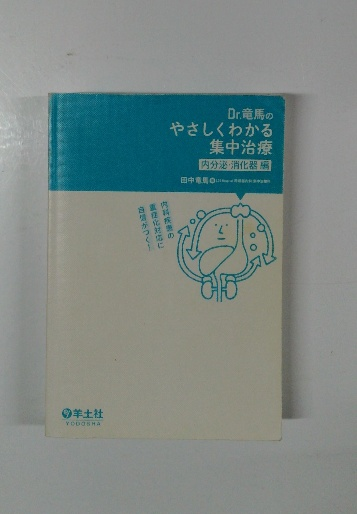 Dr.竜馬の
やさしくわかる
集中治療
内分泌・消化器 編
田中竜馬
内科疾患の
重症化対応に
自信がつく!
羊土社
YODOSHA